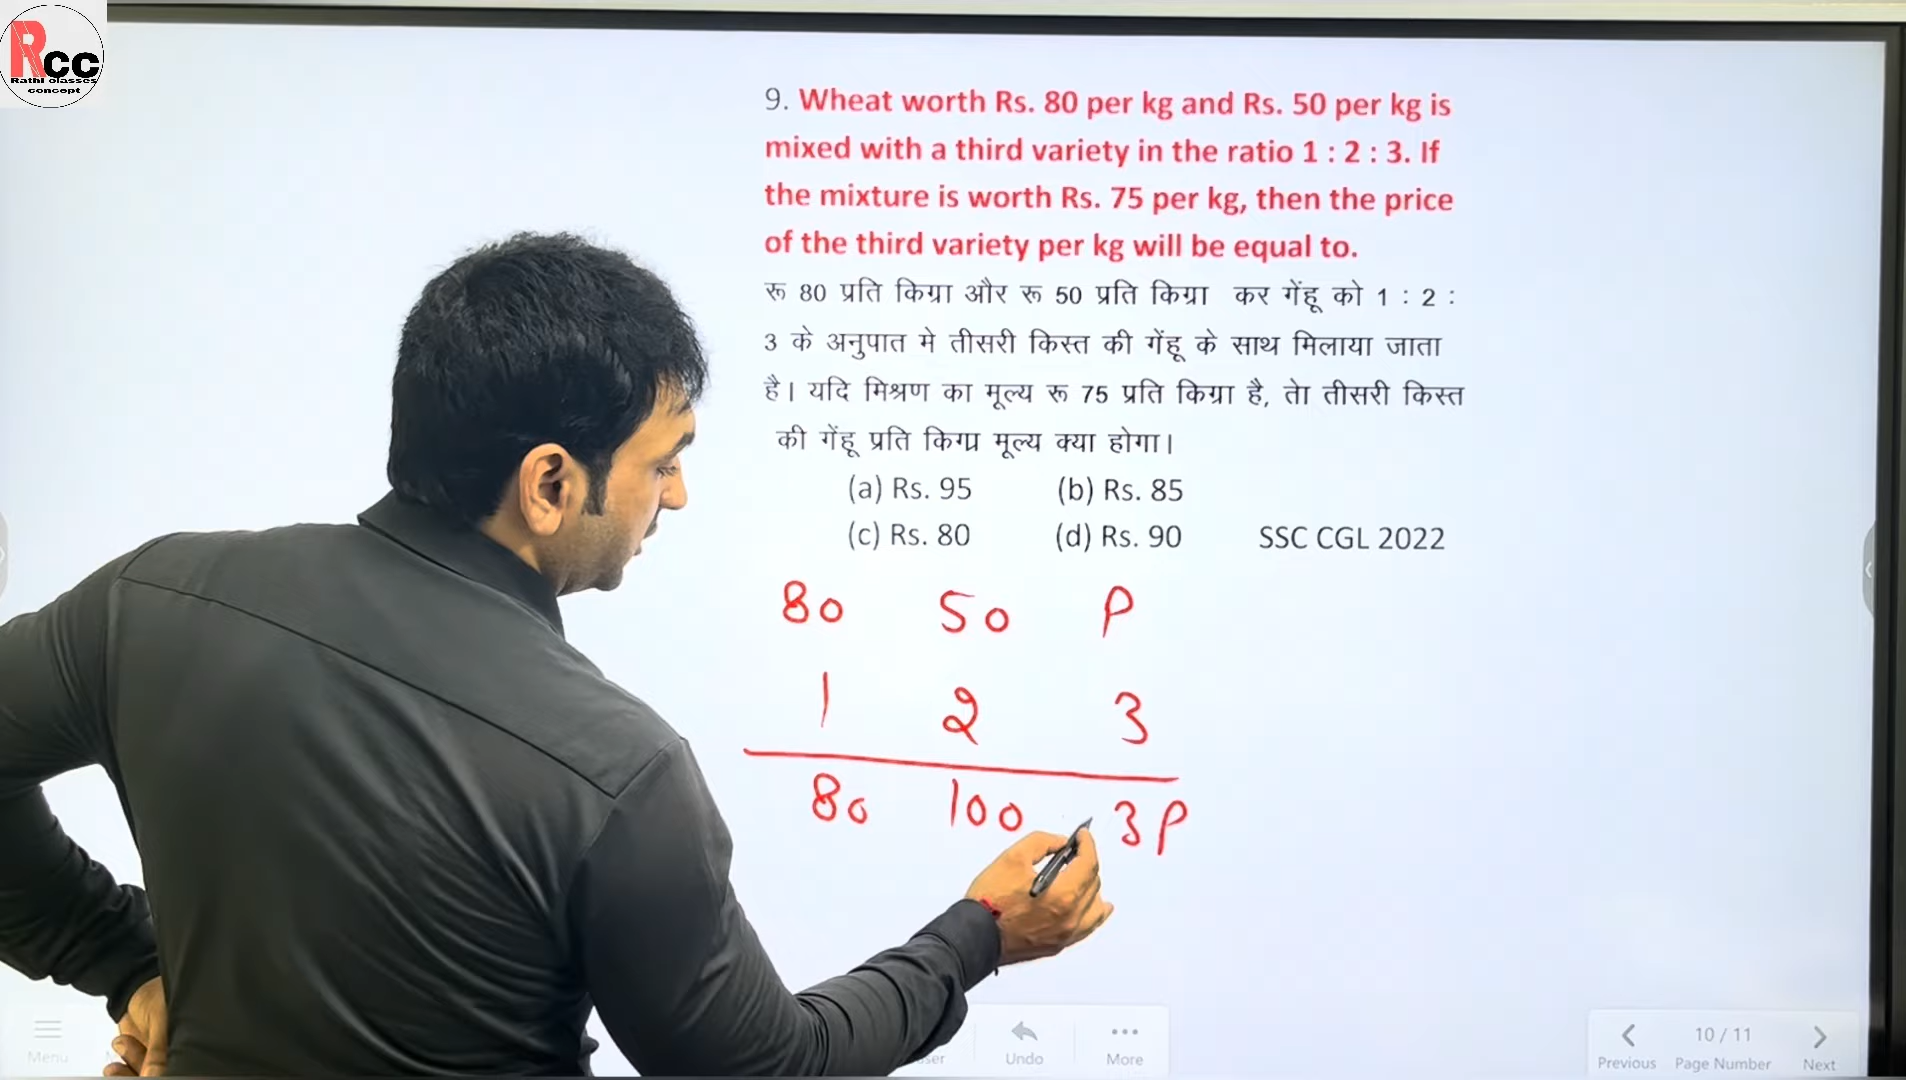 Rcc
Rathi classes
concept
9. Wheat worth Rs. 80 per kg and Rs. 50 per kg is
mixed with a third variety in the ratio 1 : 2 : 3. If
the mixture is worth Rs. 75 per kg, then the price
of the third variety per kg will be equal to.
रू 80 प्रति किग्रा और रू 50 प्रति किग्रा कर गेंहू को 1 : 2 :
3 के अनुपात मे तीसरी किस्त की गेंहू के साथ मिलाया जाता
है। यदि मिश्रण का मूल्य रू 75 प्रति किग्रा है, तेा तीसरी किस्त
की गेंहू प्रति किग्प्र मूल्य क्या होगा।
(a) Rs. 95 (b) Rs. 85
(c) Rs. 80 (d) Rs. 90 SSC CGL 2022
80 50 P
1 2 3
80 100 3P
Menu Undo More
10 / 11
Previous Page Number Next